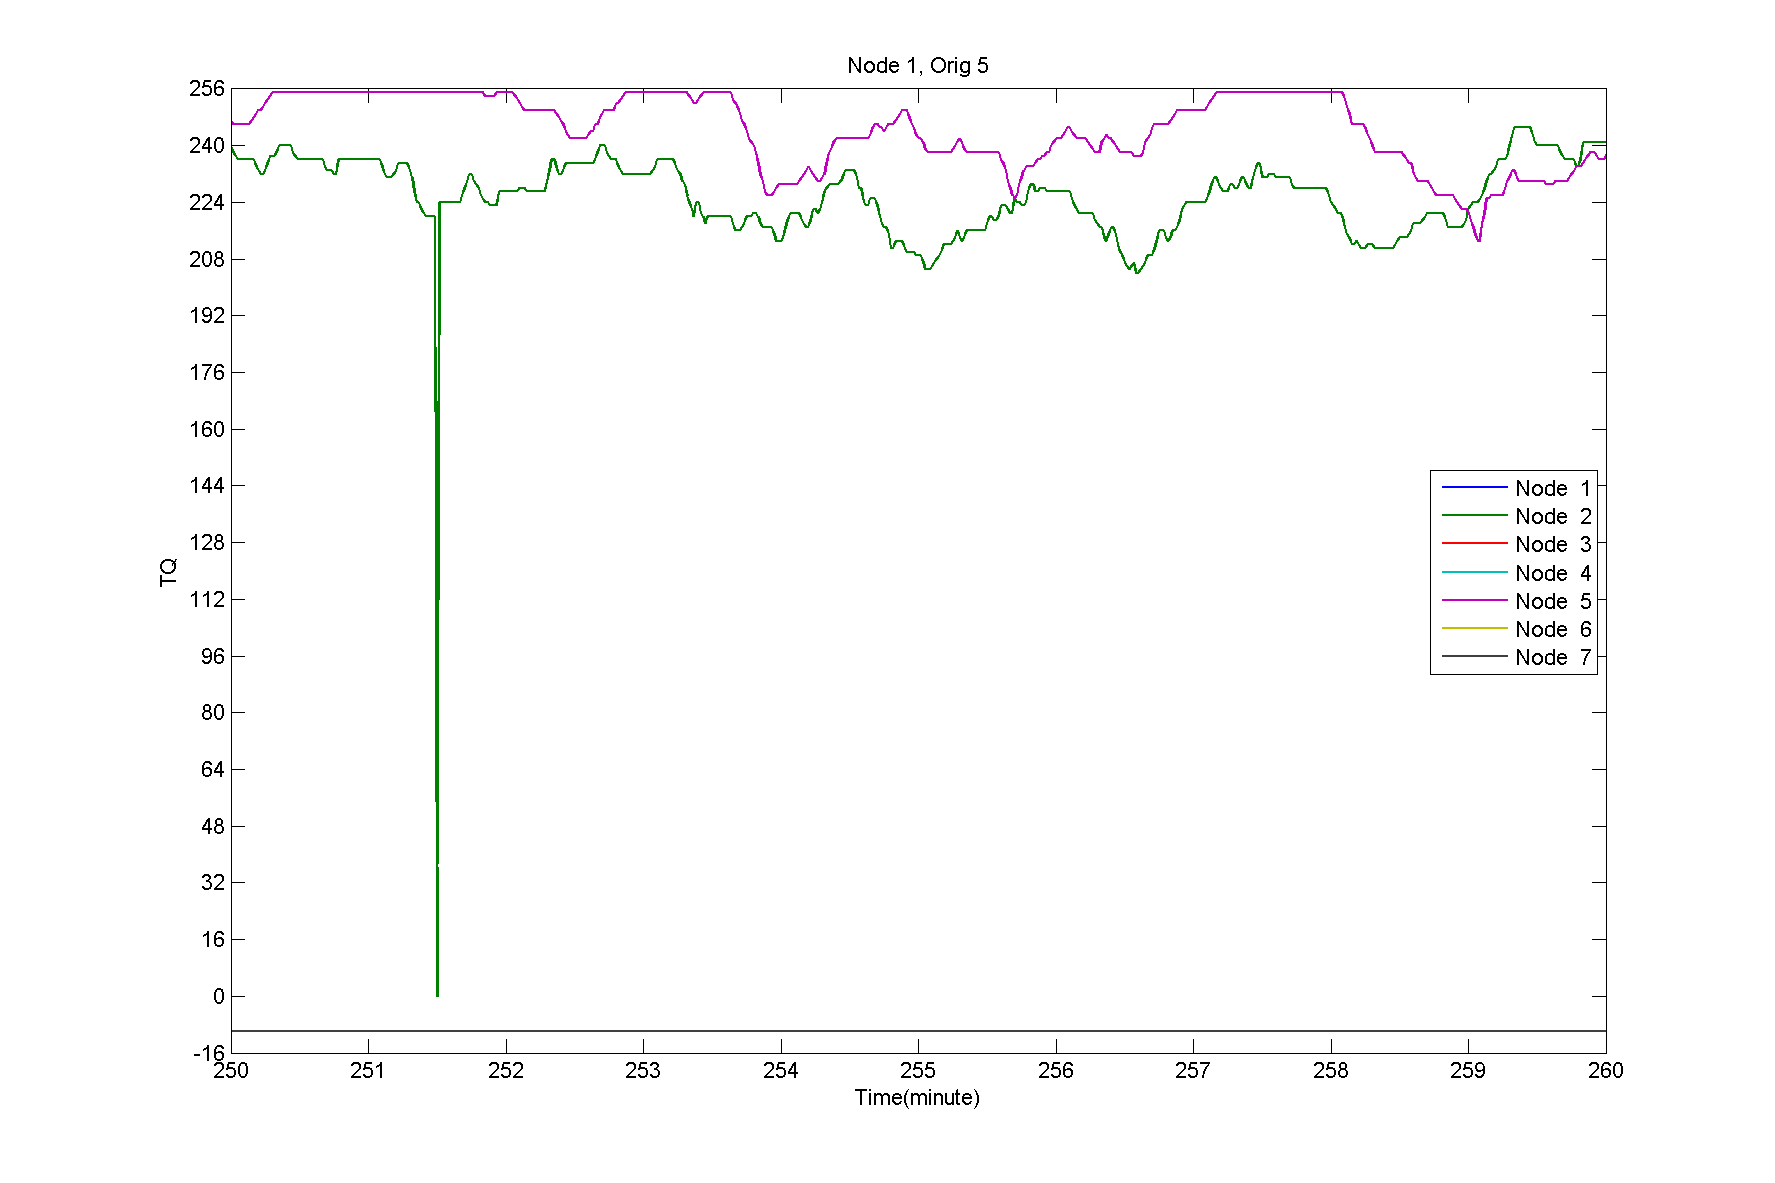 Node 1, Orig 5
256
240
224
208
192
176
160
144
128
112
96
80
64
48
32
16
0
-16
TQ
Node 1
Node 2
Node 3
Node 4
Node 5
Node 6
Node 7
250 251 252 253 254 255 256 257 258 259 260
Time(minute)